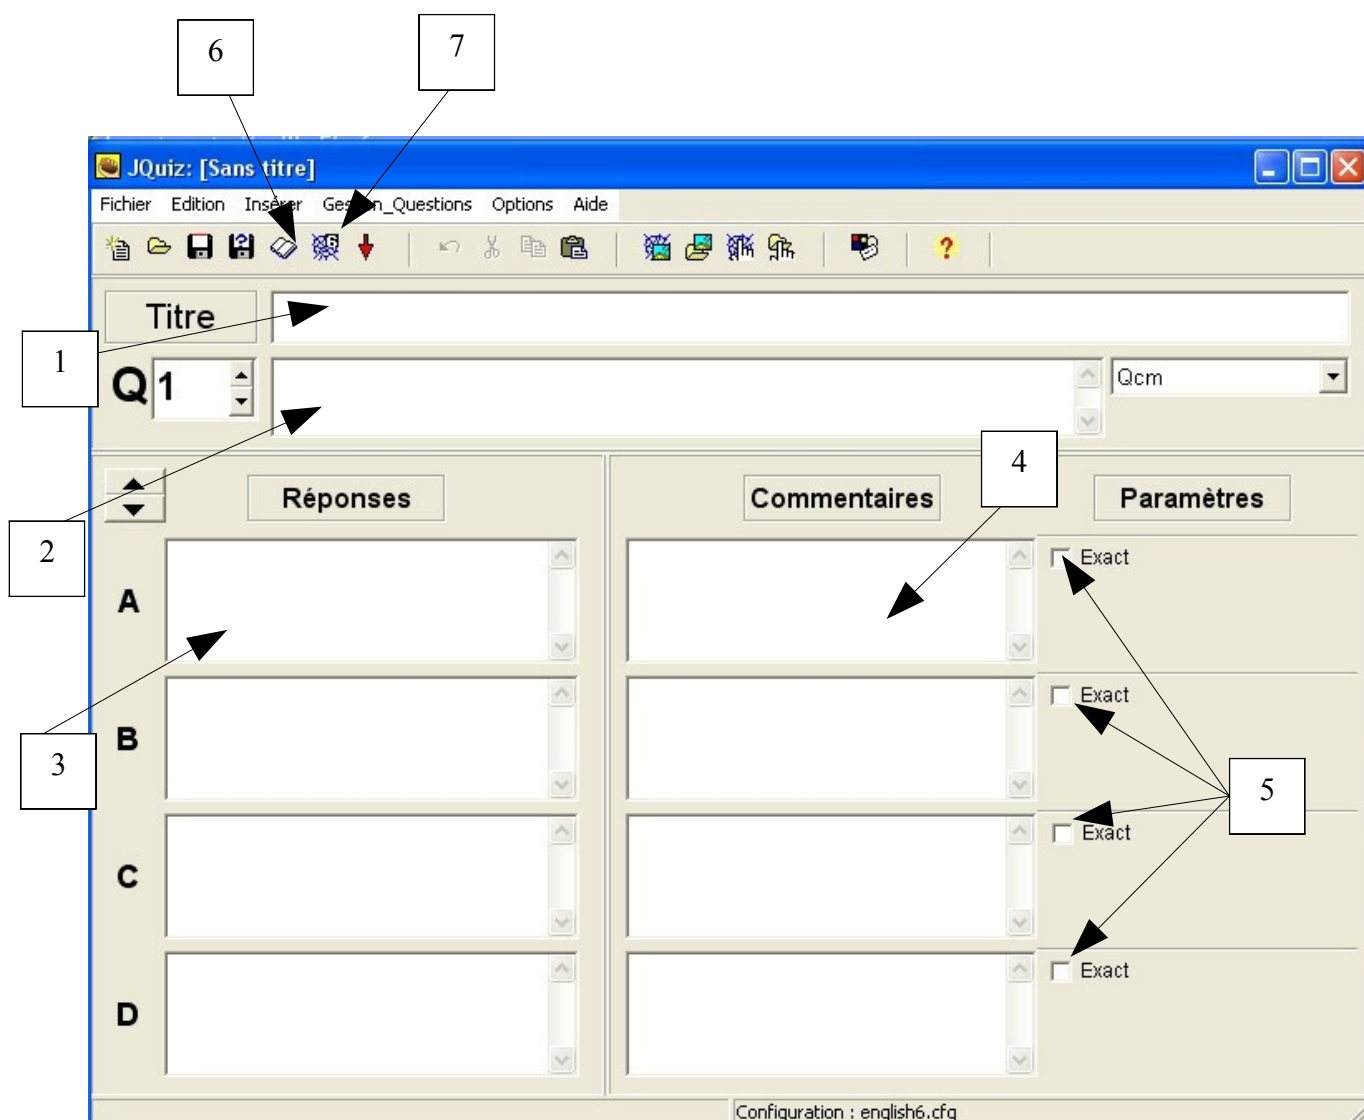 6
7
JQuiz: [Sans titre]
Fichier Edition Insérer Gestion_Questions Options Aide
Titre
1
Q 1
Qcm
4
Réponses
Commentaires
Paramètres
2
A
Exact
B
Exact
3
5
C
Exact
D
Exact
Configuration : english6.cfg